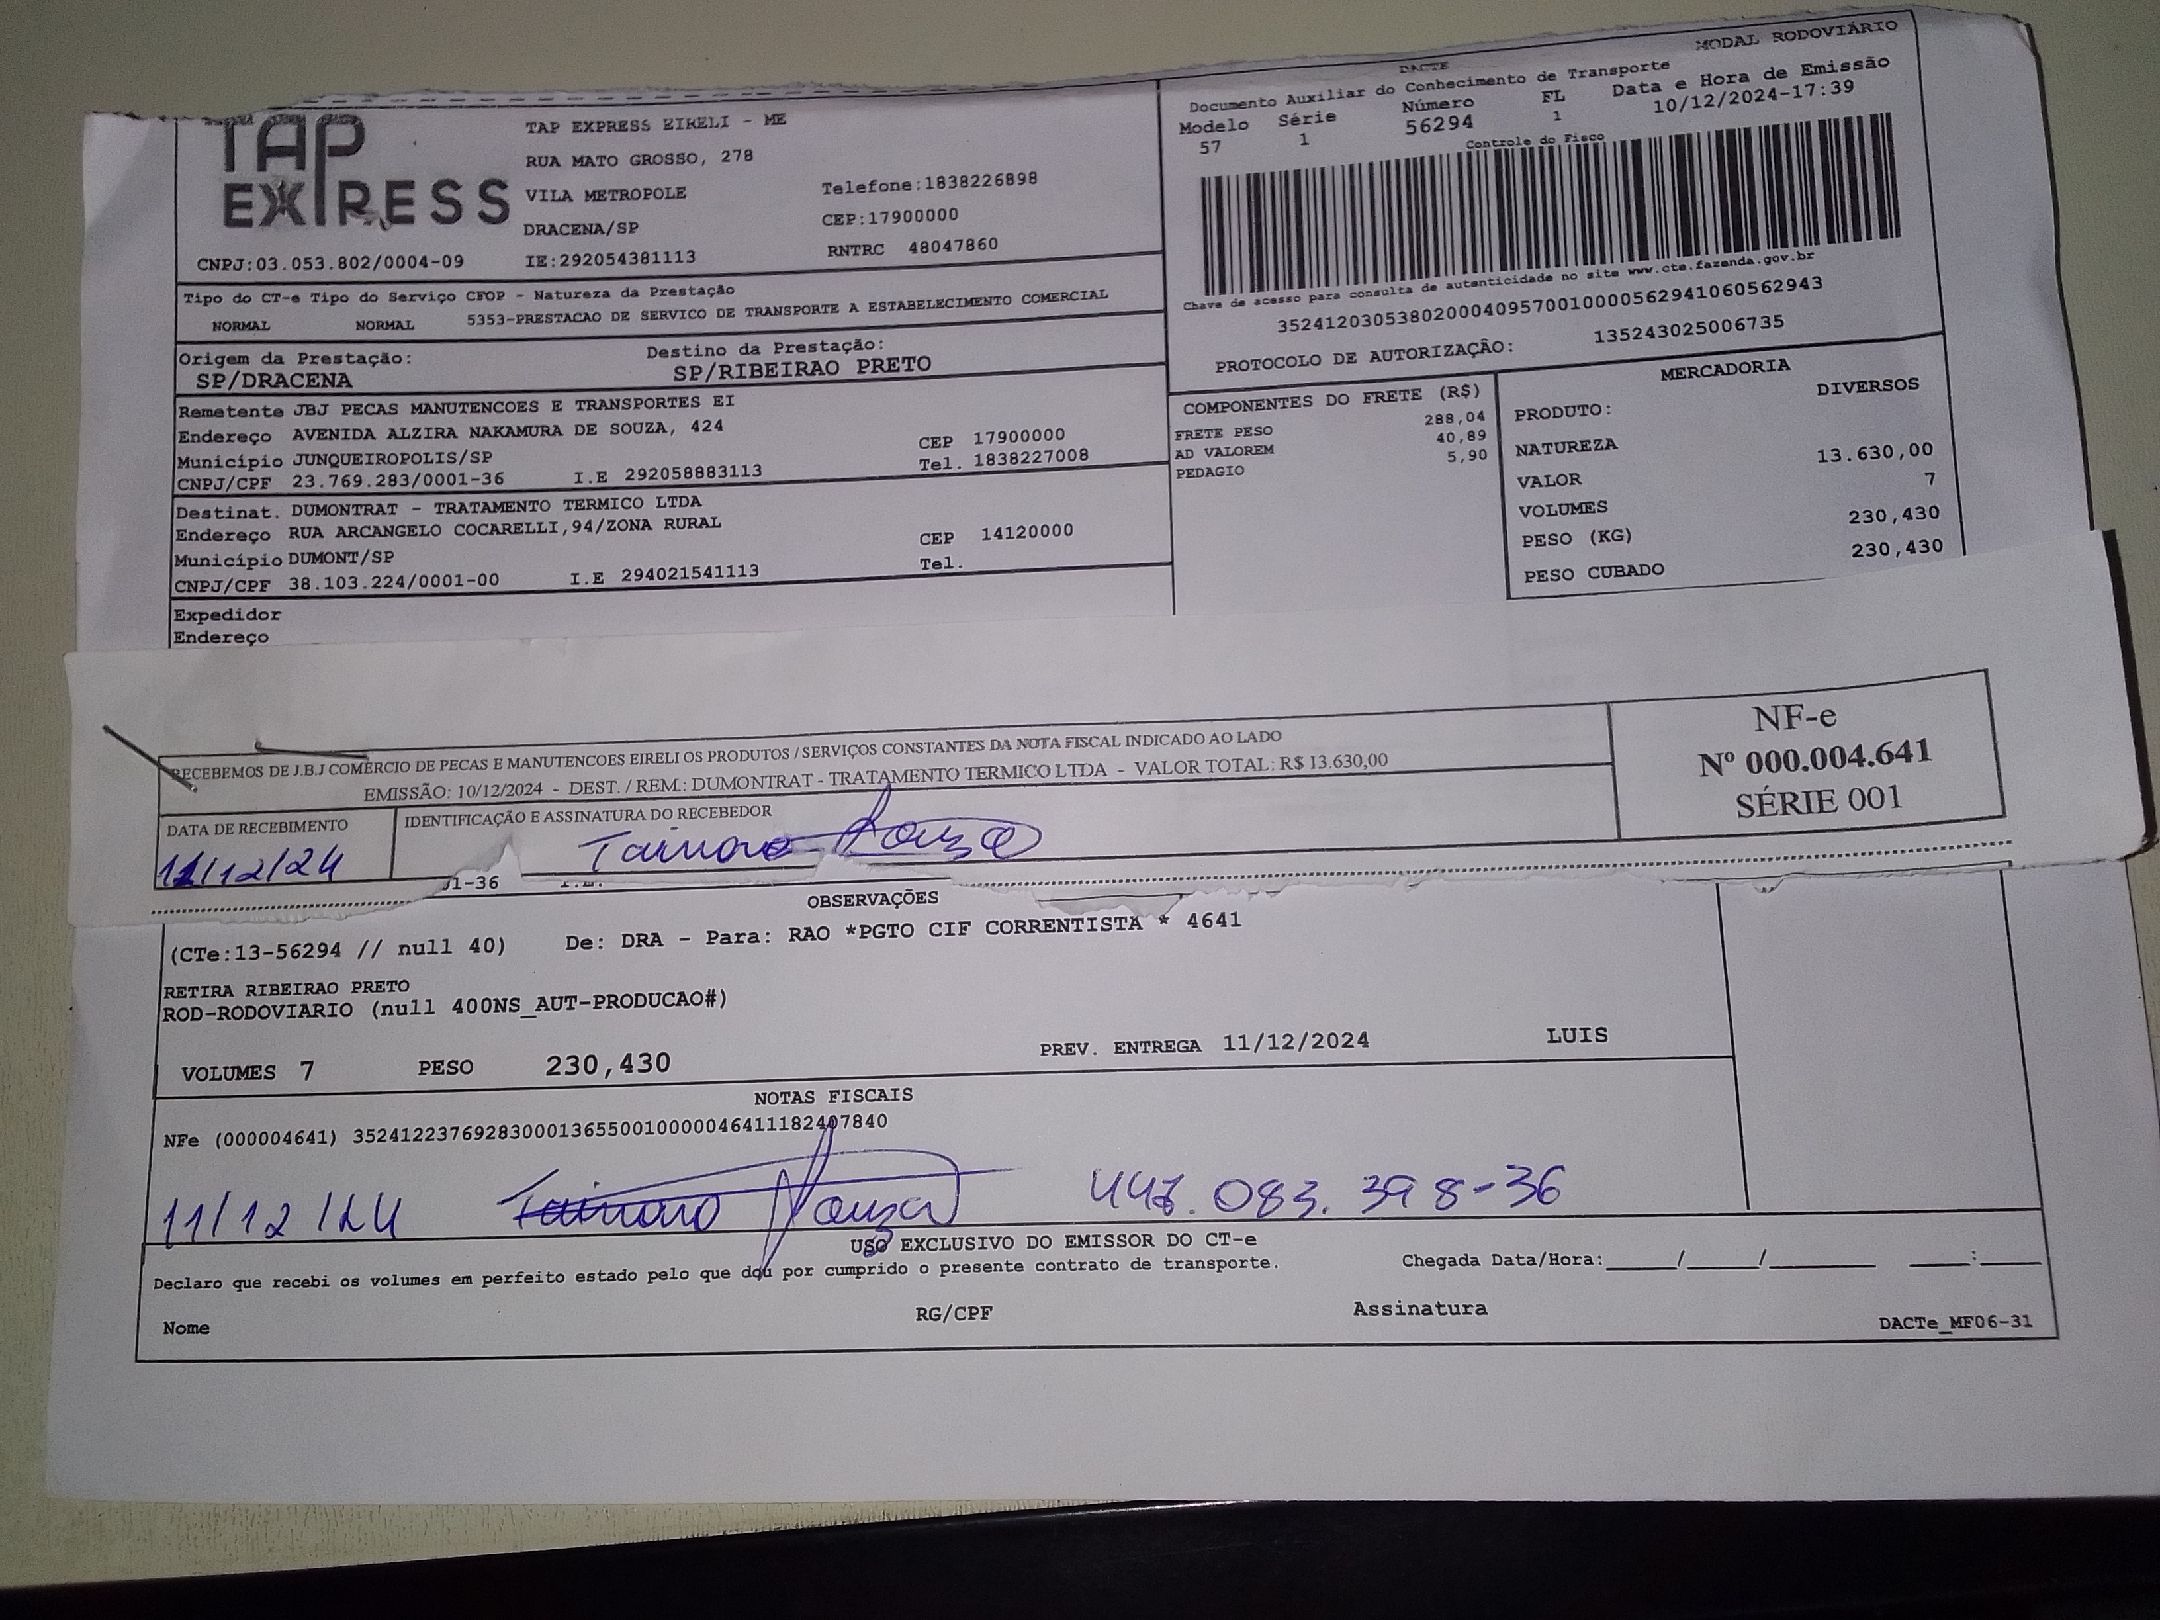 MODAL RODOVIÁRIO
DACTE
Documento Auxiliar do Conhecimento de Transporte
Modelo Série Número FL Data e Hora de Emissão
57 1 56294 1 10/12/2024-17:39
Controle do Fisco
TAP EXPRESS
TAP EXPRESS EIRELI - ME
RUA MATO GROSSO, 278
VILA METROPOLE Telefone:1838226898
DRACENA/SP CEP:17900000
CNPJ:03.053.802/0004-09 IE:292054381113 RNTRC 48047860
Chave de acesso para consulta de autenticidade no site www.cte.fazenda.gov.br
35241203053802000409570010000562941060562943
PROTOCOLO DE AUTORIZAÇÃO: 135243025006735
Tipo do CT-e Tipo do Serviço CFOP - Natureza da Prestação
NORMAL NORMAL 5353-PRESTACAO DE SERVICO DE TRANSPORTE A ESTABELECIMENTO COMERCIAL
Origem da Prestação: Destino da Prestação:
SP/DRACENA SP/RIBEIRAO PRETO
Remetente JBJ PECAS MANUTENCOES E TRANSPORTES EI
Endereço AVENIDA ALZIRA NAKAMURA DE SOUZA, 424
Município JUNQUEIROPOLIS/SP CEP 17900000
CNPJ/CPF 23.769.283/0001-36 I.E 292058883113 Tel. 1838227008
Destinat. DUMONTRAT - TRATAMENTO TERMICO LTDA
Endereço RUA ARCANGELO COCARELLI,94/ZONA RURAL
Município DUMONT/SP CEP 14120000
CNPJ/CPF 38.103.224/0001-00 I.E 294021541113 Tel.
Expedidor
Endereço
COMPONENTES DO FRETE (R$)
FRETE PESO 288,04
AD VALOREM 40,89
PEDAGIO 5,90
MERCADORIA
PRODUTO: DIVERSOS
NATUREZA
VALOR 13.630,00
VOLUMES 7
PESO (KG) 230,430
PESO CUBADO 230,430
RECEBEMOS DE J.B.J COMERCIO DE PECAS E MANUTENCOES EIRELI OS PRODUTOS / SERVIÇOS CONSTANTES DA NOTA FISCAL INDICADO AO LADO
EMISSÃO: 10/12/2024 - DEST. / REM.: DUMONTRAT - TRATAMENTO TERMICO LTDA - VALOR TOTAL: R$ 13.630,00
NF-e
Nº 000.004.641
SÉRIE 001
DATA DE RECEBIMENTO IDENTIFICAÇÃO E ASSINATURA DO RECEBEDOR
11/12/24
01-36 I.E.
OBSERVAÇÕES
(CTe:13-56294 // null 40) De: DRA - Para: RAO *PGTO CIF CORRENTISTA * 4641
RETIRA RIBEIRAO PRETO
ROD-RODOVIARIO (null 400NS_AUT-PRODUCAO#)
VOLUMES 7 PESO 230,430 PREV. ENTREGA 11/12/2024 LUIS
NOTAS FISCAIS
NFe (000004641) 35241223769283000136550010000046411182407840
11/12/24
USO EXCLUSIVO DO EMISSOR DO CT-e
Declaro que recebi os volumes em perfeito estado pelo que dou por cumprido o presente contrato de transporte. Chegada Data/Hora:_____/_____/________ ____:____
Nome RG/CPF Assinatura
DACTe_MF06-31